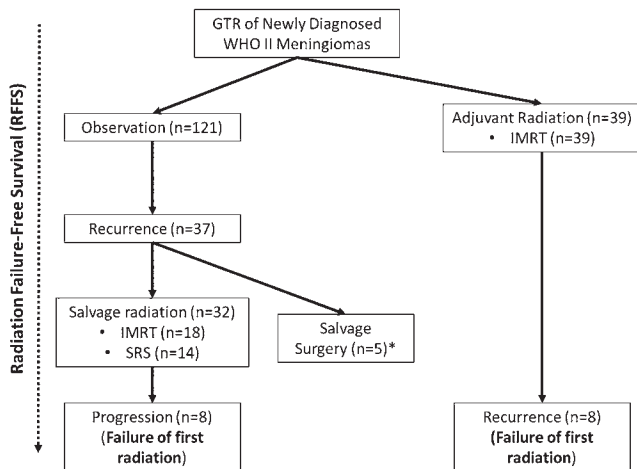 Radiation Failure-Free Survival (RFFS)
GTR of Newly Diagnosed
WHO II Meningiomas
Observation (n=121)
Adjuvant Radiation (n=39)
• IMRT (n=39)
Recurrence (n=37)
Salvage radiation (n=32)
• IMRT (n=18)
• SRS (n=14)
Salvage
Surgery (n=5)*
Progression (n=8)
(Failure of first
radiation)
Recurrence (n=8)
(Failure of first
radiation)